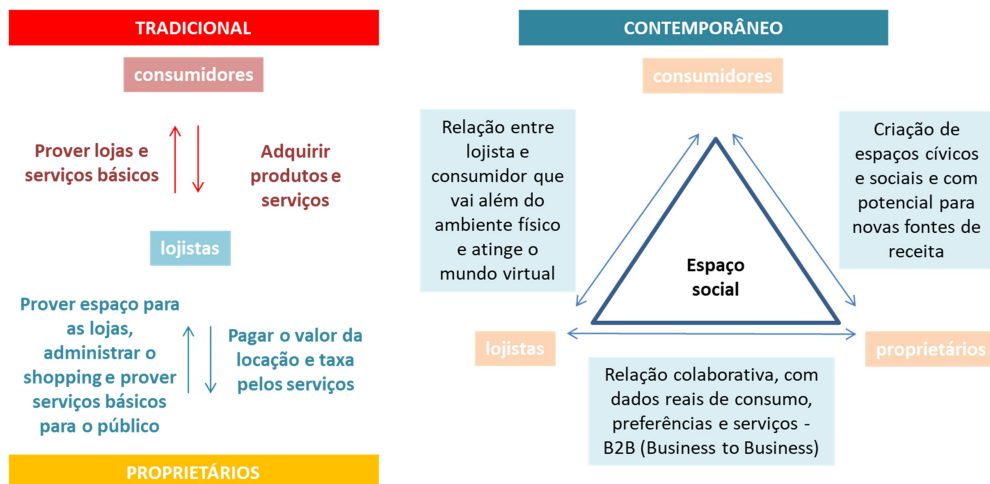 TRADICIONAL
consumidores
Prover lojas e
serviços básicos
Adquirir
produtos e
serviços
lojistas
Prover espaço para
as lojas,
administrar o
shopping e prover
serviços básicos
para o público
Pagar o valor da
locação e taxa
pelos serviços
PROPRIETÁRIOS
CONTEMPORÂNEO
consumidores
Relação entre
lojista e
consumidor que
vai além do
ambiente físico
e atinge o
mundo virtual
Criação de
espaços cívicos
e sociais e com
potencial para
novas fontes de
receita
Espaço
social
lojistas
proprietários
Relação colaborativa, com
dados reais de consumo,
preferências e serviços -
B2B (Business to Business)